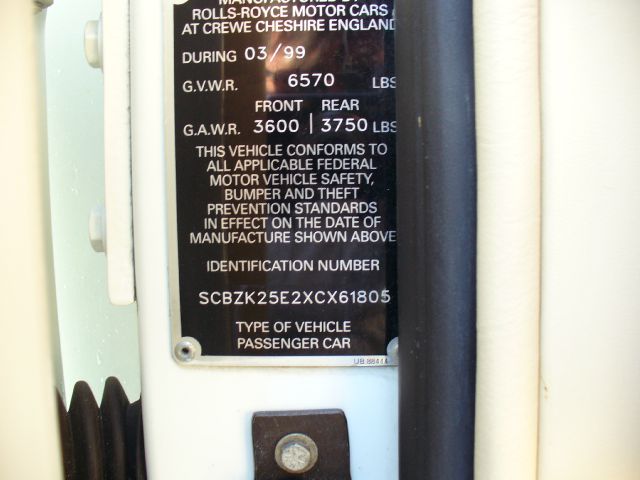 MANUFACTURED BY
ROLLS-ROYCE MOTOR CARS
AT CREWE CHESHIRE ENGLAND
DURING 03/99
G.V.W.R. 6570 LBS
FRONT REAR
G.A.W.R. 3600 | 3750 LBS
THIS VEHICLE CONFORMS TO
ALL APPLICABLE FEDERAL
MOTOR VEHICLE SAFETY,
BUMPER AND THEFT
PREVENTION STANDARDS
IN EFFECT ON THE DATE OF
MANUFACTURE SHOWN ABOVE
IDENTIFICATION NUMBER
SCBZK25E2XCX61805
TYPE OF VEHICLE
PASSENGER CAR